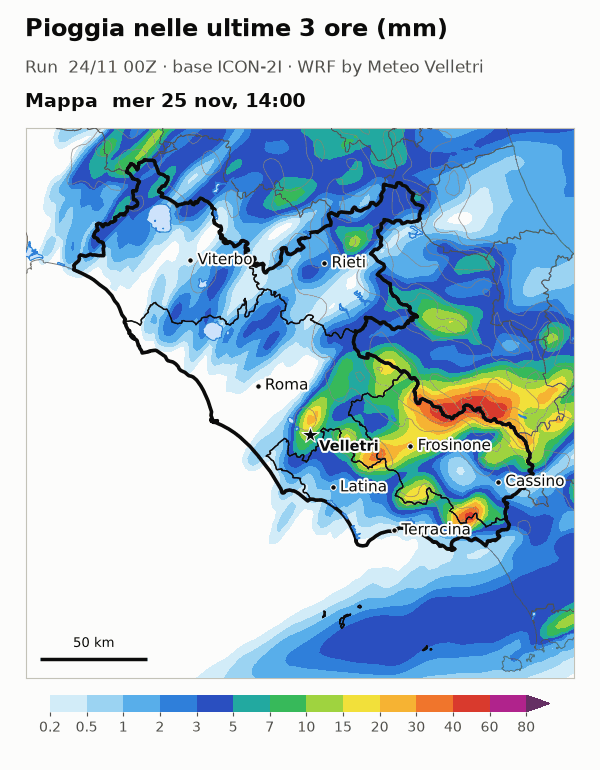 Pioggia nelle ultime 3 ore (mm)
Run  24/11 00Z · base ICON-2I · WRF by Meteo Velletri
Mappa  mer 25 nov, 14:00
Viterbo
Rieti
Roma
Velletri
Frosinone
Cassino
Latina
Terracina
50 km
0.2 0.5 1 2 3 5 7 10 15 20 30 40 60 80